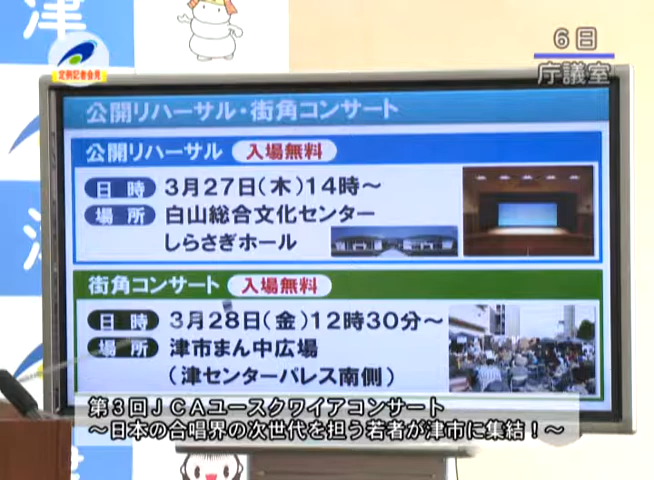 津
定例記者会見
6日
庁議室
公開リハーサル・街角コンサート
公開リハーサル 入場無料
日 時 3月27日(木)14時～
場 所 白山総合文化センター
しらさぎホール
街角コンサート 入場無料
日 時 3月28日(金)12時30分～
場 所 津市まん中広場
(津センターパレス南側)
第3回JCAユースクワイアコンサート
～日本の合唱界の次世代を担う若者が津市に集結！～
津
津